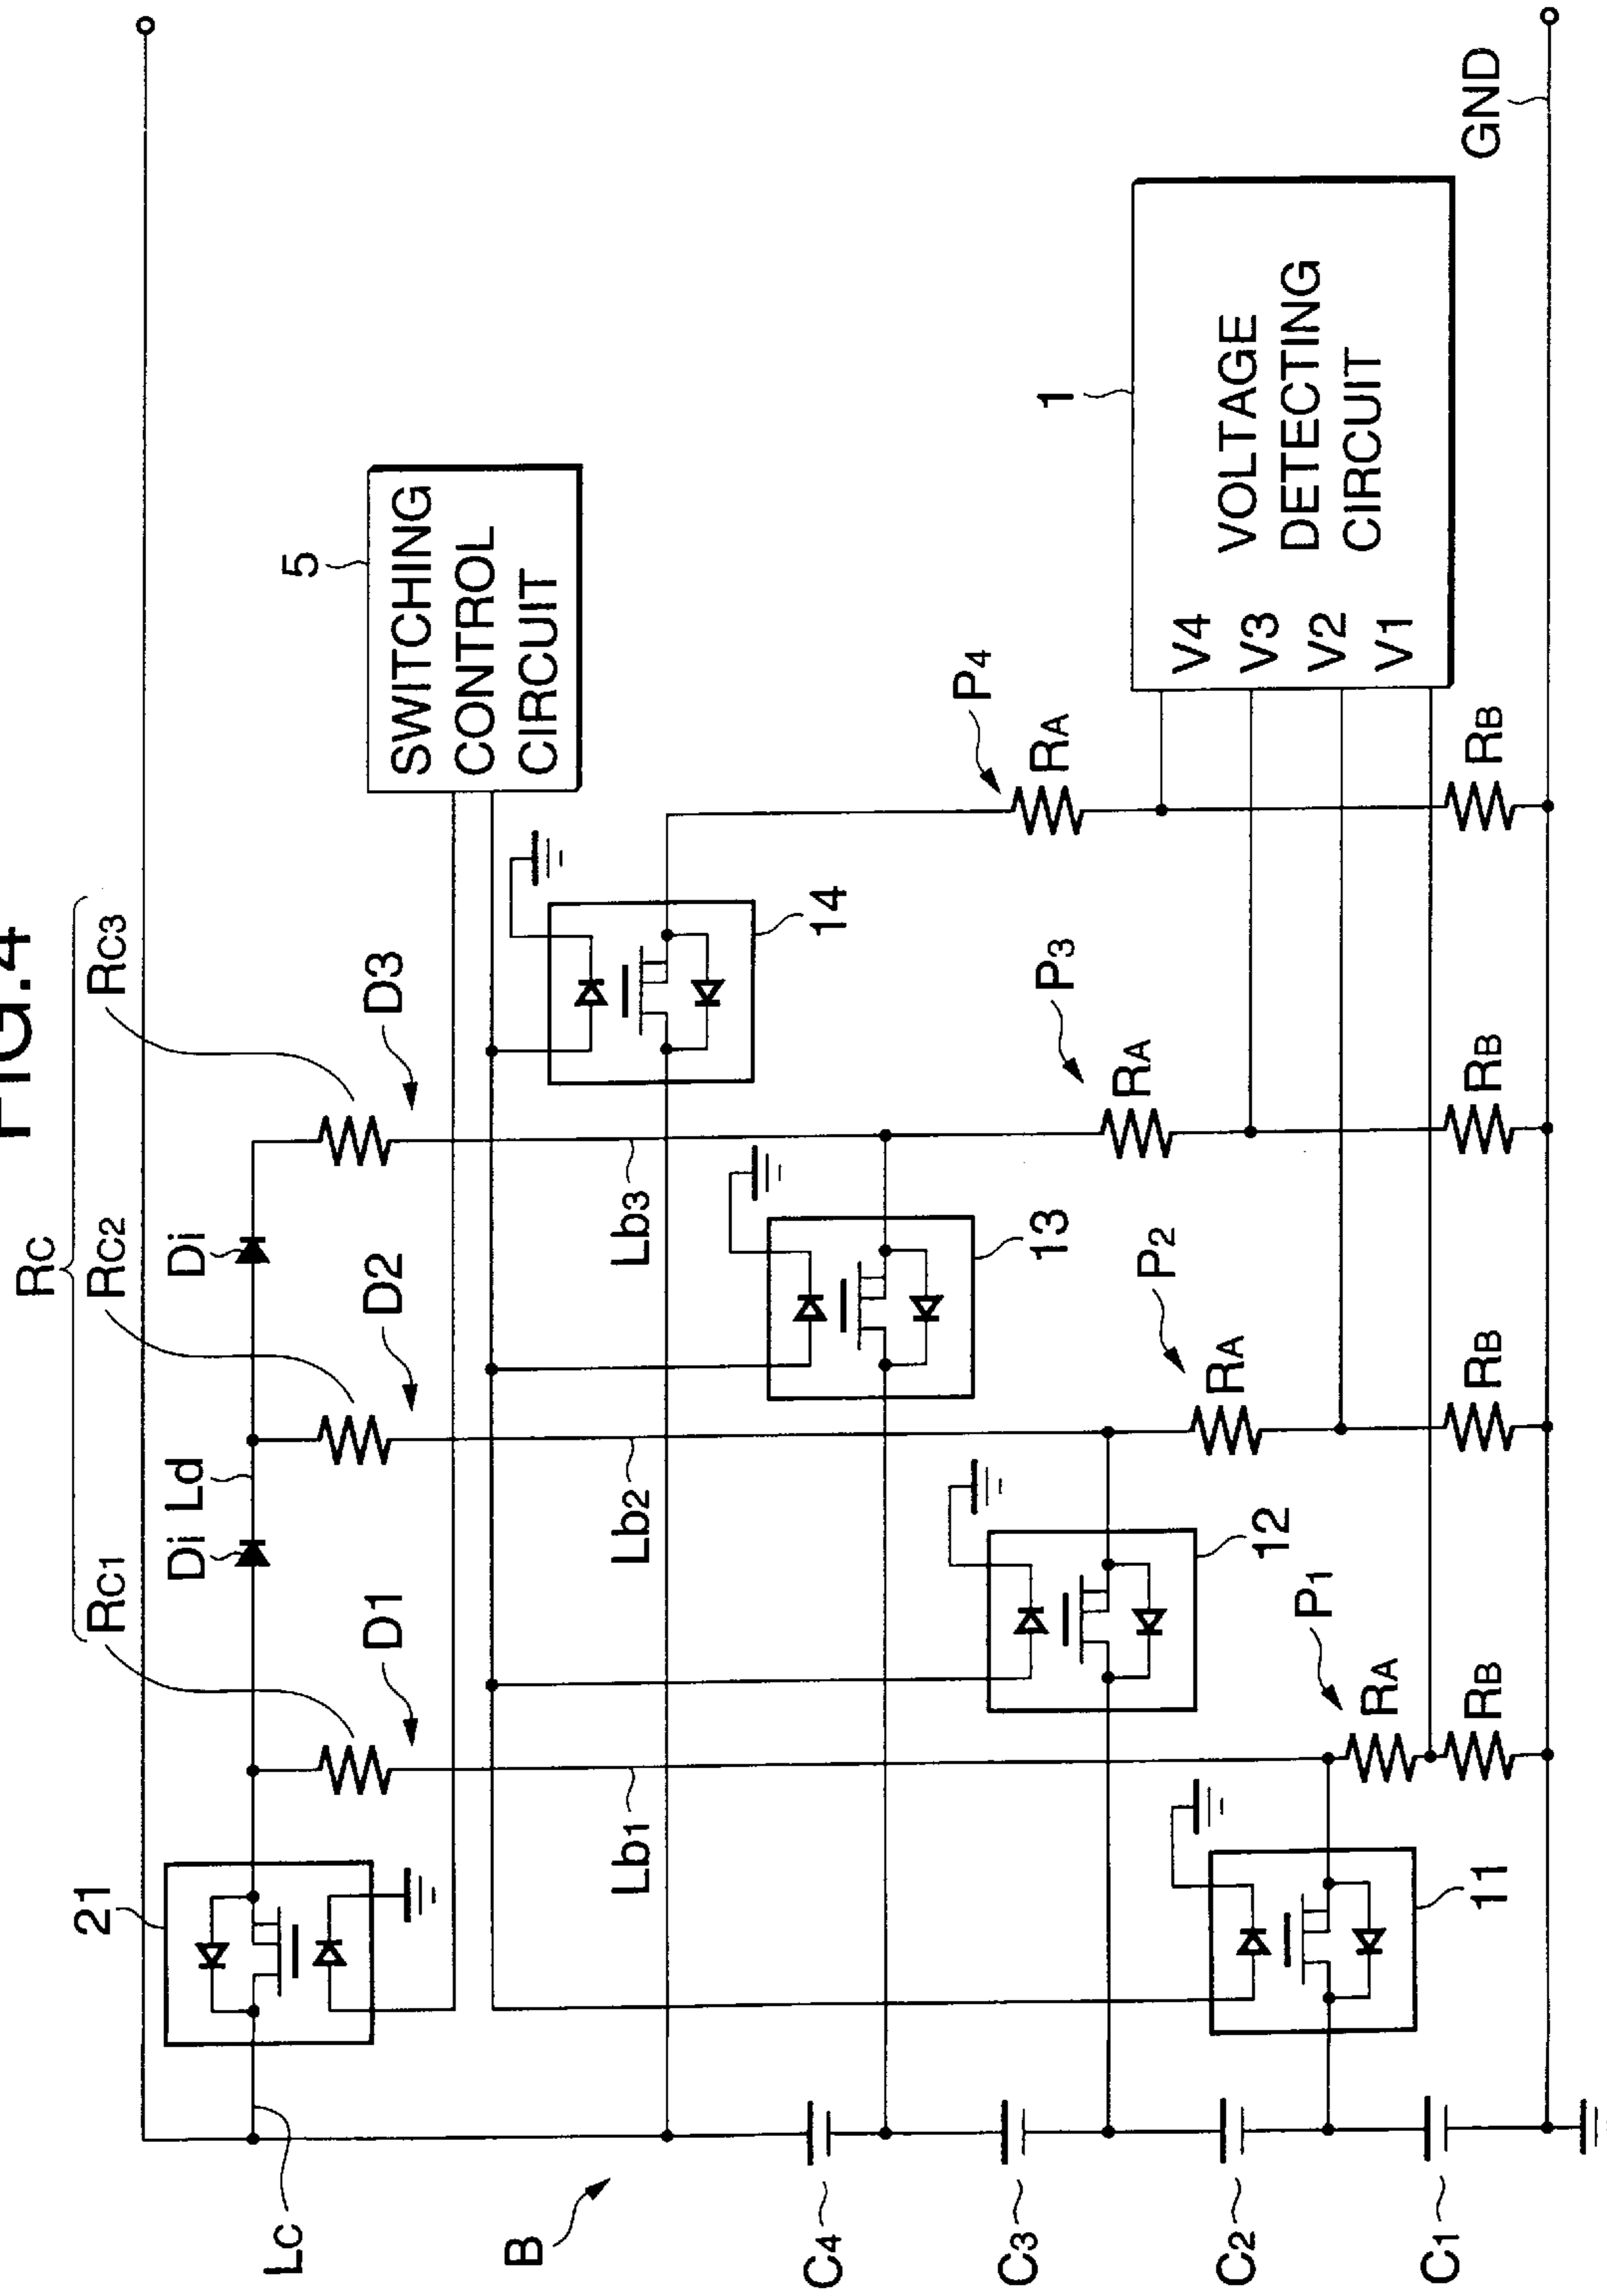 FIG.4
RC
RC1
RC2
RC3
21
Di
Ld
Di
LC
D1
D2
D3
5
SWITCHING
CONTROL
CIRCUIT
B
Lb1
Lb2
Lb3
14
13
12
11
P4
P3
P2
P1
RA
RA
RA
RA
1
VOLTAGE
DETECTING
CIRCUIT
V4
V3
V2
V1
C4
C3
C2
C1
RB
RB
RB
RB
GND